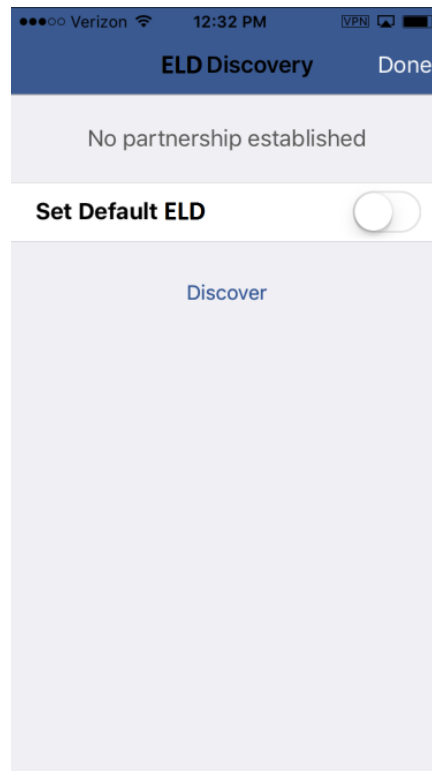 Verizon 12:32 PM VPN
ELD Discovery Done
No partnership established
Set Default ELD
Discover